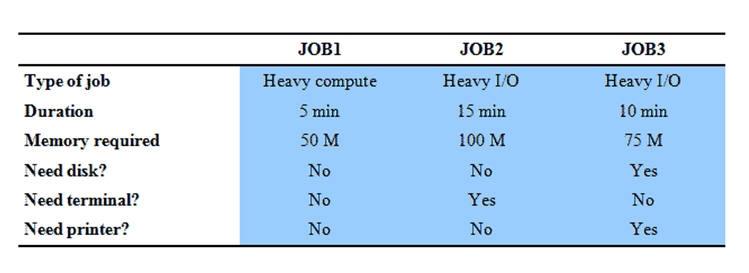 JOB1 JOB2 JOB3
Type of job Heavy compute Heavy I/O Heavy I/O
Duration 5 min 15 min 10 min
Memory required 50 M 100 M 75 M
Need disk? No No Yes
Need terminal? No Yes No
Need printer? No No Yes